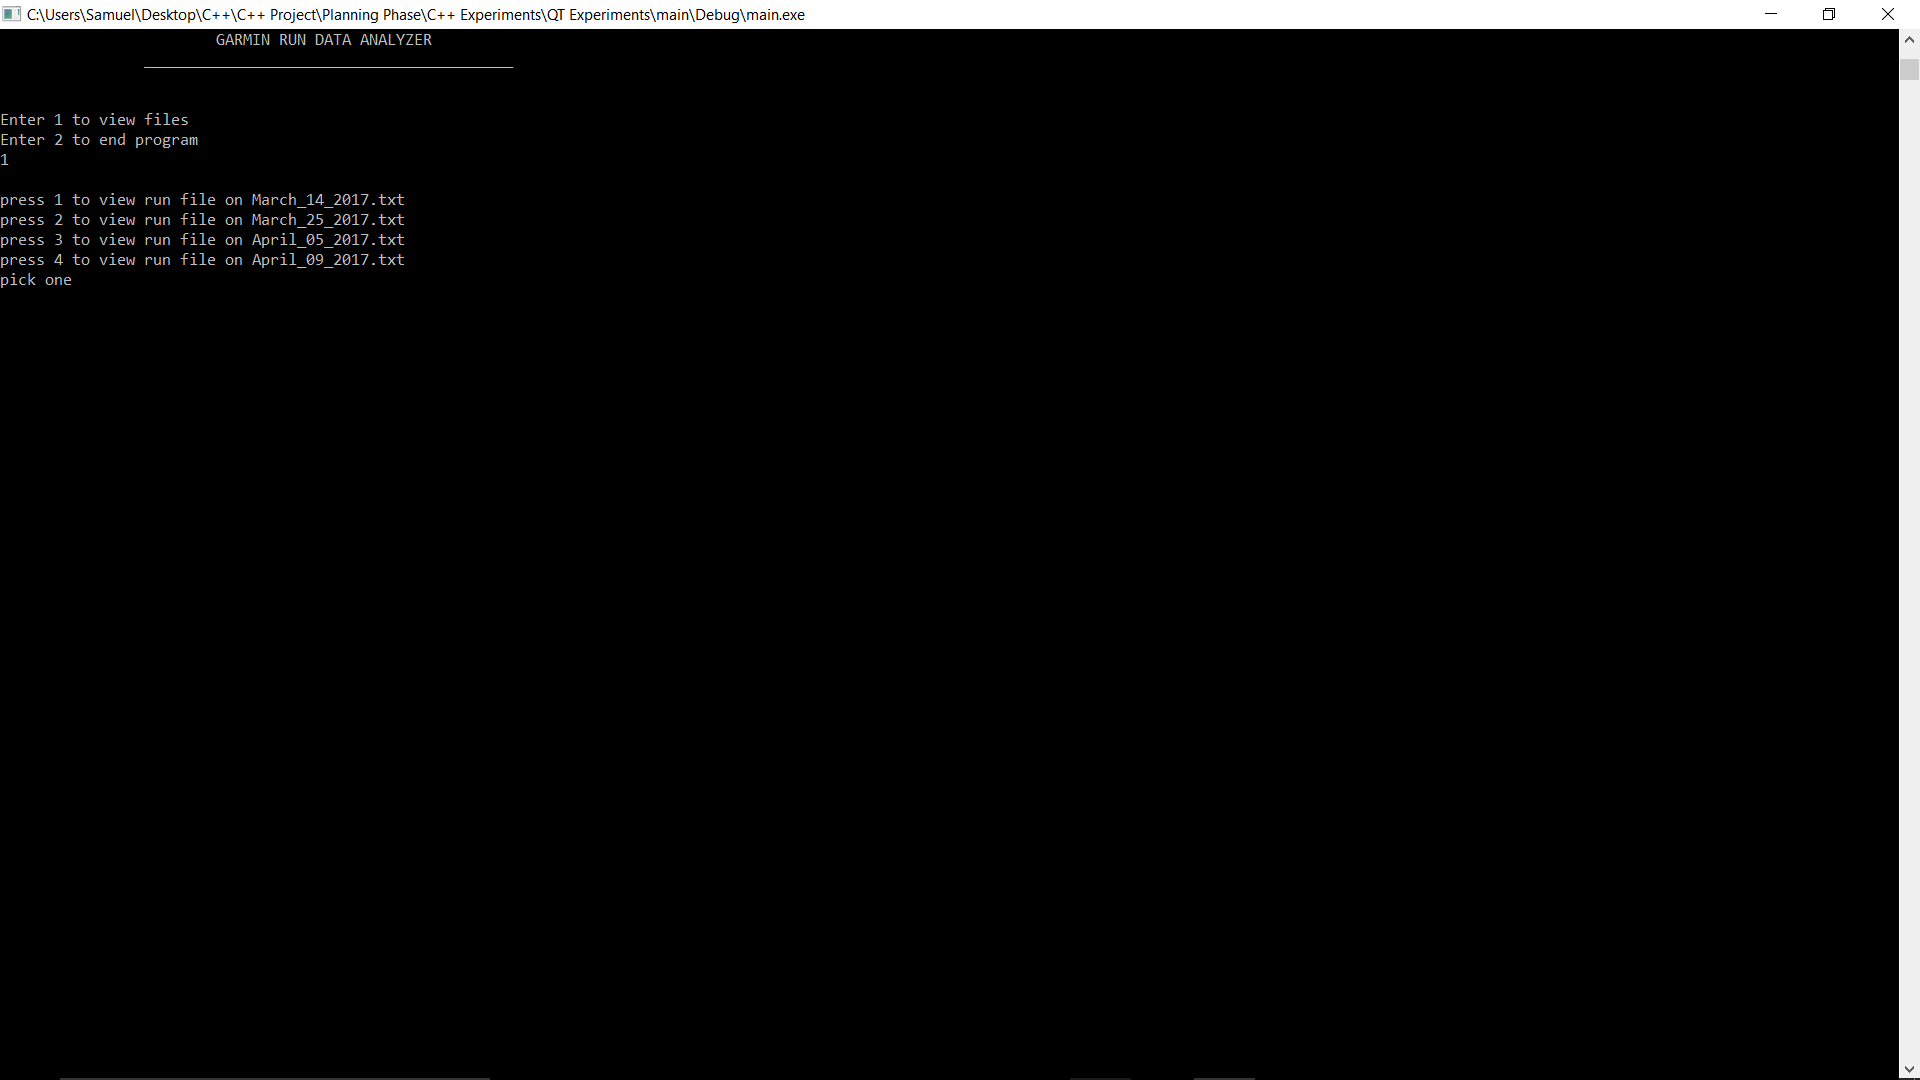 C:\Users\Samuel\Desktop\C++\C++ Project\Planning Phase\C++ Experiments\QT Experiments\main\Debug\main.exe
GARMIN RUN DATA ANALYZER
_________________________________________
Enter 1 to view files
Enter 2 to end program
1
press 1 to view run file on March_14_2017.txt
press 2 to view run file on March_25_2017.txt
press 3 to view run file on April_05_2017.txt
press 4 to view run file on April_09_2017.txt
pick one